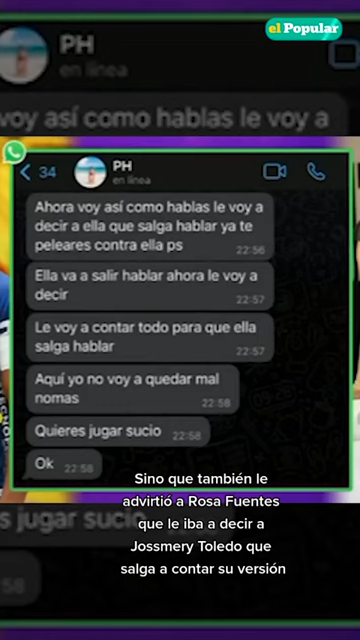 el Popular
PH
en línea
voy así como hablas le voy a
34
PH
en línea
Ahora voy así como hablas le voy a
decir a ella que salga hablar ya te
peleares contra ella ps
22:56
Ella va a salir hablar ahora le voy a
decir
22:57
Le voy a contar todo para que ella
salga hablar
22:57
Aquí yo no voy a quedar mal
nomas
22:58
Quieres jugar sucio
22:58
Ok
22:58
Sino que también le
advirtió a Rosa Fuentes
que le iba a decir a
Jossmery Toledo que
salga a contar su versión
s jugar sucio